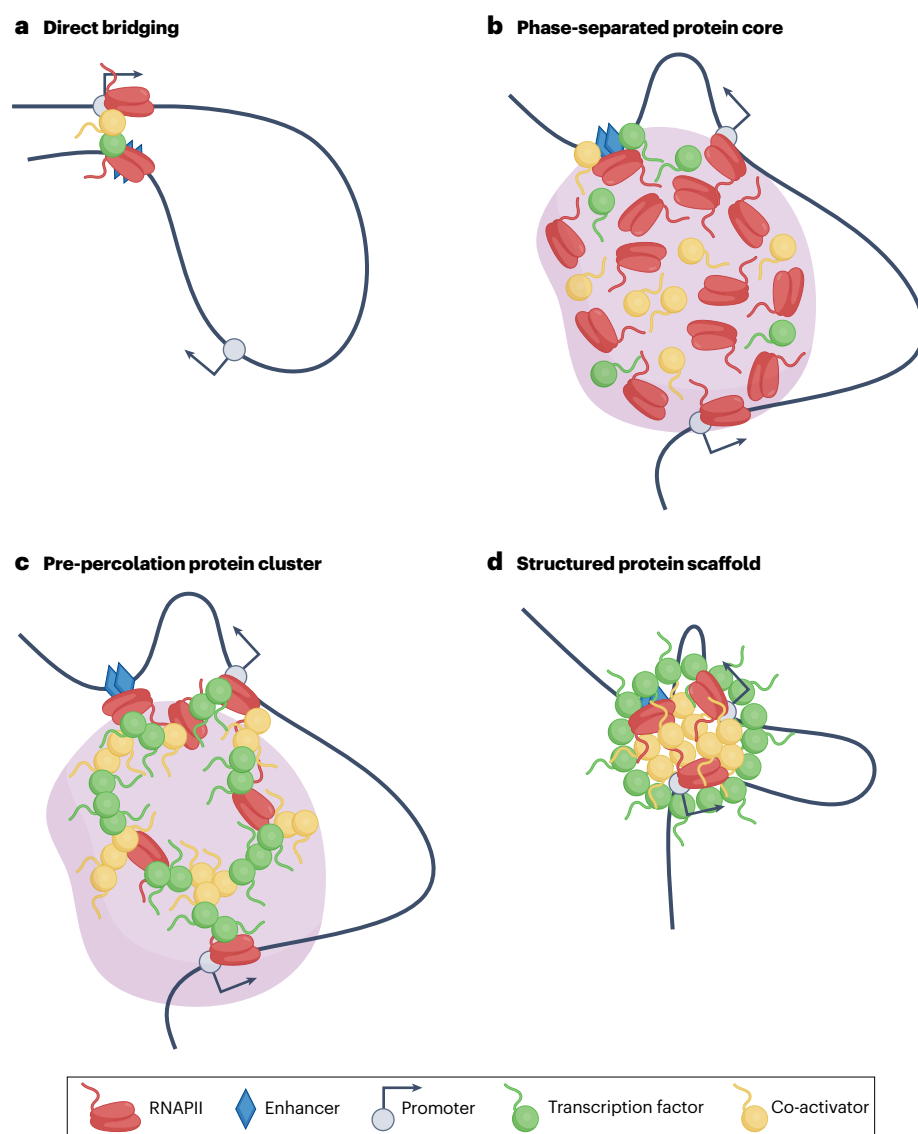 a Direct bridging
b Phase-separated protein core
c Pre-percolation protein cluster
d Structured protein scaffold
RNAPII
Enhancer
Promoter
Transcription factor
Co-activator